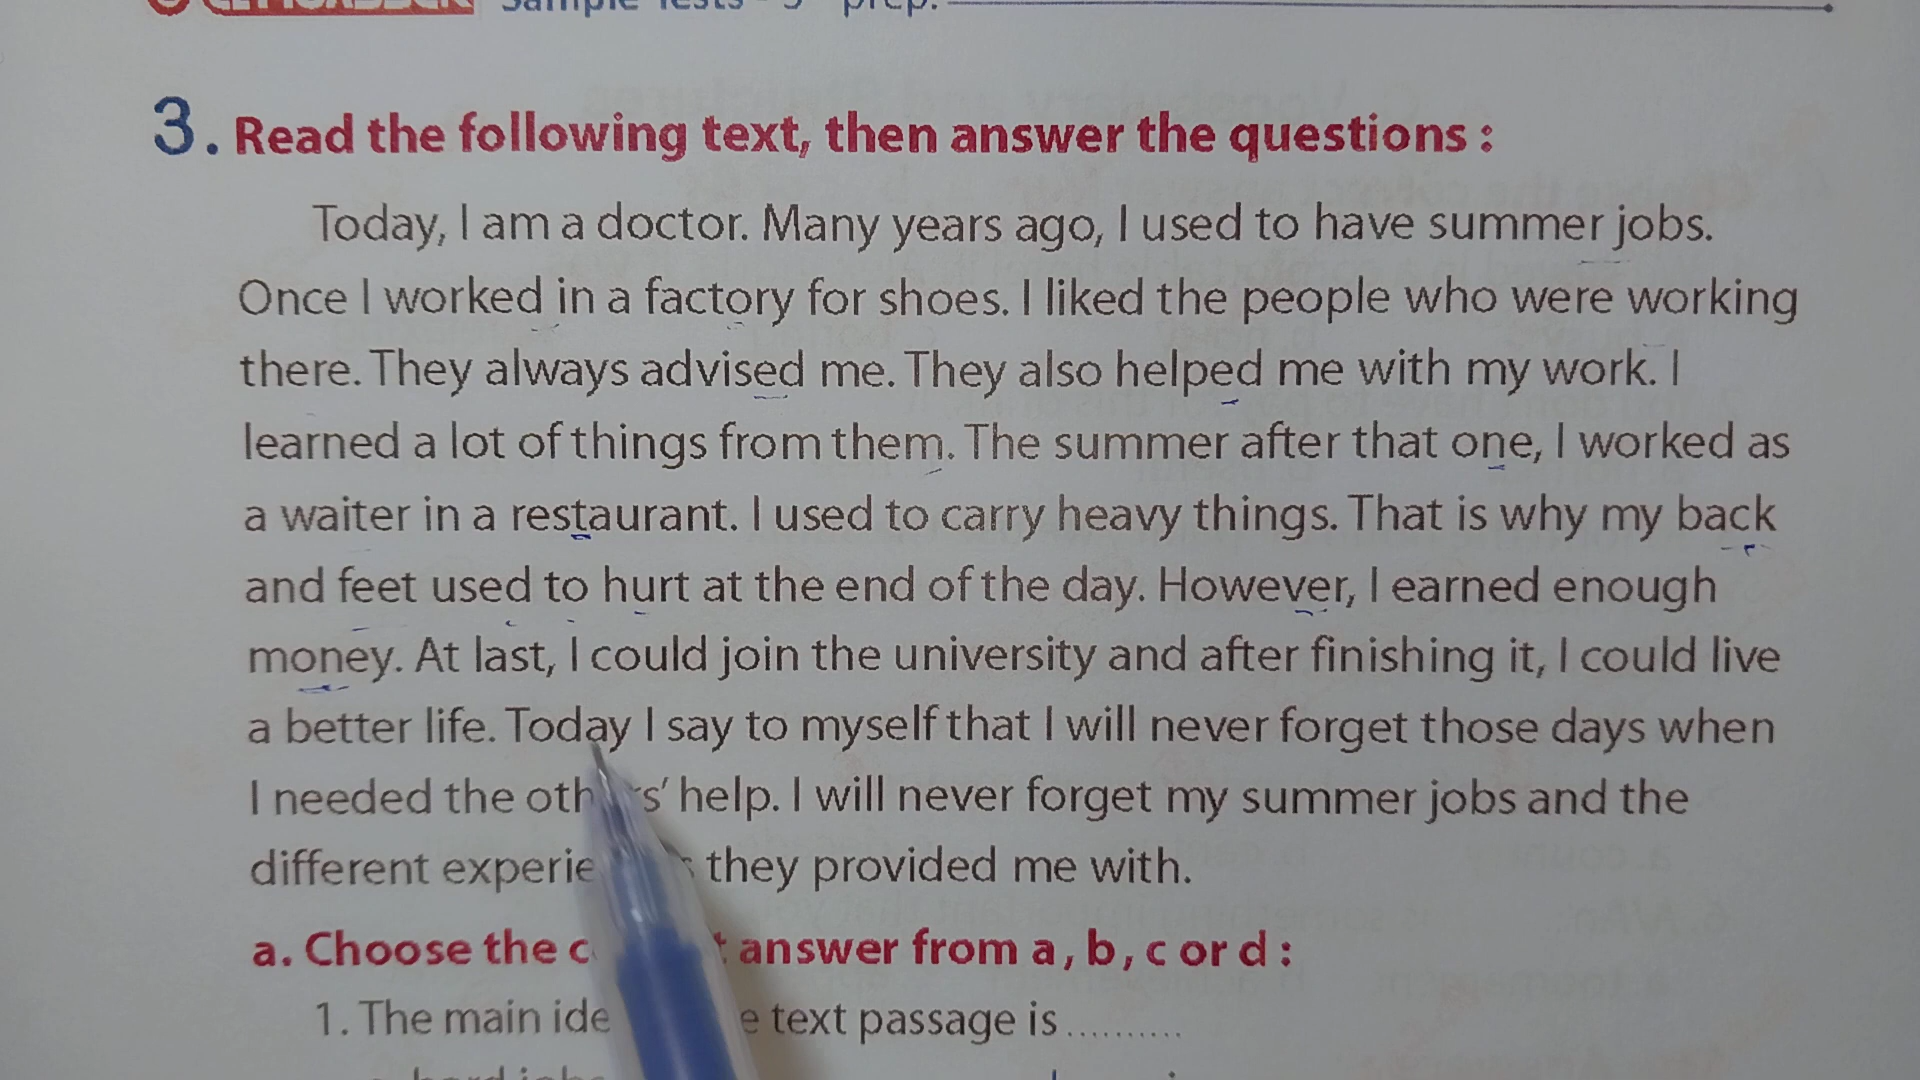 Sample Tests - 3 prep.
3. Read the following text, then answer the questions :
Today, I am a doctor. Many years ago, I used to have summer jobs.
Once I worked in a factory for shoes. I liked the people who were working
there. They always advised me. They also helped me with my work. I
learned a lot of things from them. The summer after that one, I worked as
a waiter in a restaurant. I used to carry heavy things. That is why my back
and feet used to hurt at the end of the day. However, I earned enough
money. At last, I could join the university and after finishing it, I could live
a better life. Today I say to myself that I will never forget those days when
I needed the oth s' help. I will never forget my summer jobs and the
different experie s they provided me with.
a. Choose the c t answer from a, b, c or d :
1. The main ide e text passage is ..........